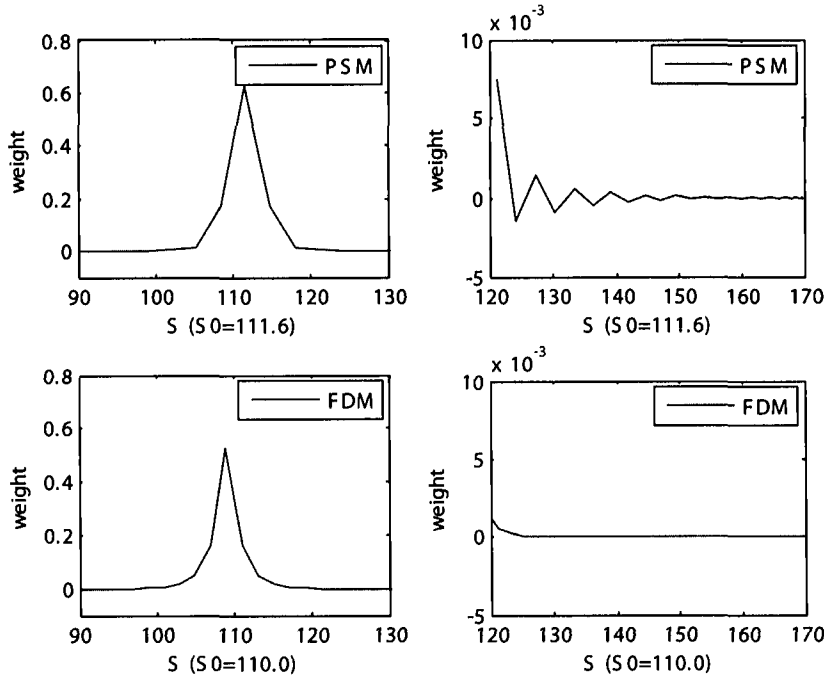 0.8
0.6
0.4
0.2
0
weight
PSM
90 100 110 120 130
S (S0=111.6)
x 10^-3
10
5
0
-5
weight
PSM
120 130 140 150 160 170
S (S0=111.6)
0.8
0.6
0.4
0.2
0
weight
FDM
90 100 110 120 130
S (S0=110.0)
x 10^-3
10
5
0
-5
weight
FDM
120 130 140 150 160 170
S (S0=110.0)